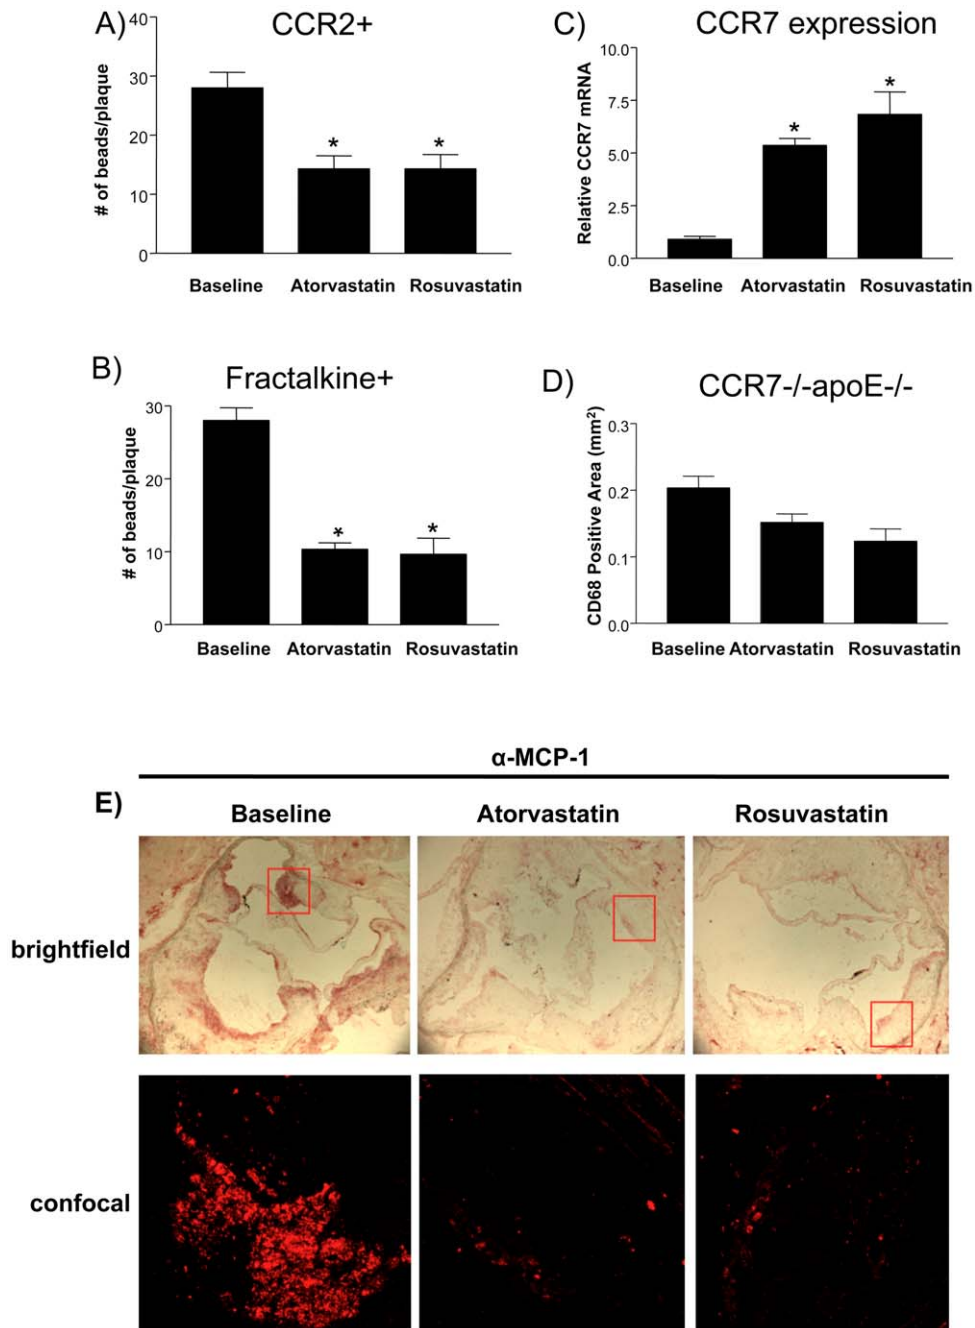 A)
CCR2+
# of beads/plaque
40
30
20
10
0
*
*
Baseline Atorvastatin Rosuvastatin
C)
CCR7 expression
Relative CCR7 mRNA
10.0
7.5
5.0
2.5
0.0
*
*
Baseline Atorvastatin Rosuvastatin
B)
Fractalkine+
# of beads/plaque
30
20
10
0
*
*
Baseline Atorvastatin Rosuvastatin
D)
CCR7-/-apoE-/-
CD68 Positive Area (mm²)
0.3
0.2
0.1
0.0
Baseline Atorvastatin Rosuvastatin
α-MCP-1
E)
Baseline Atorvastatin Rosuvastatin
brightfield
confocal